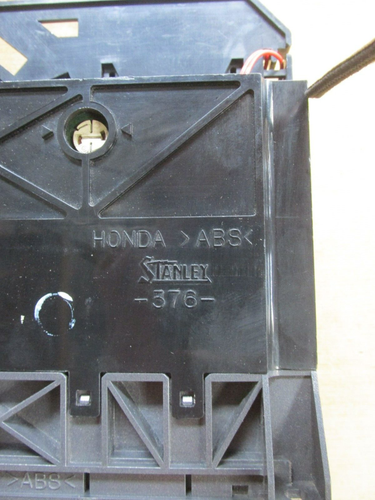 HONDA >ABS<
STANLEY
-376-
>ABS<